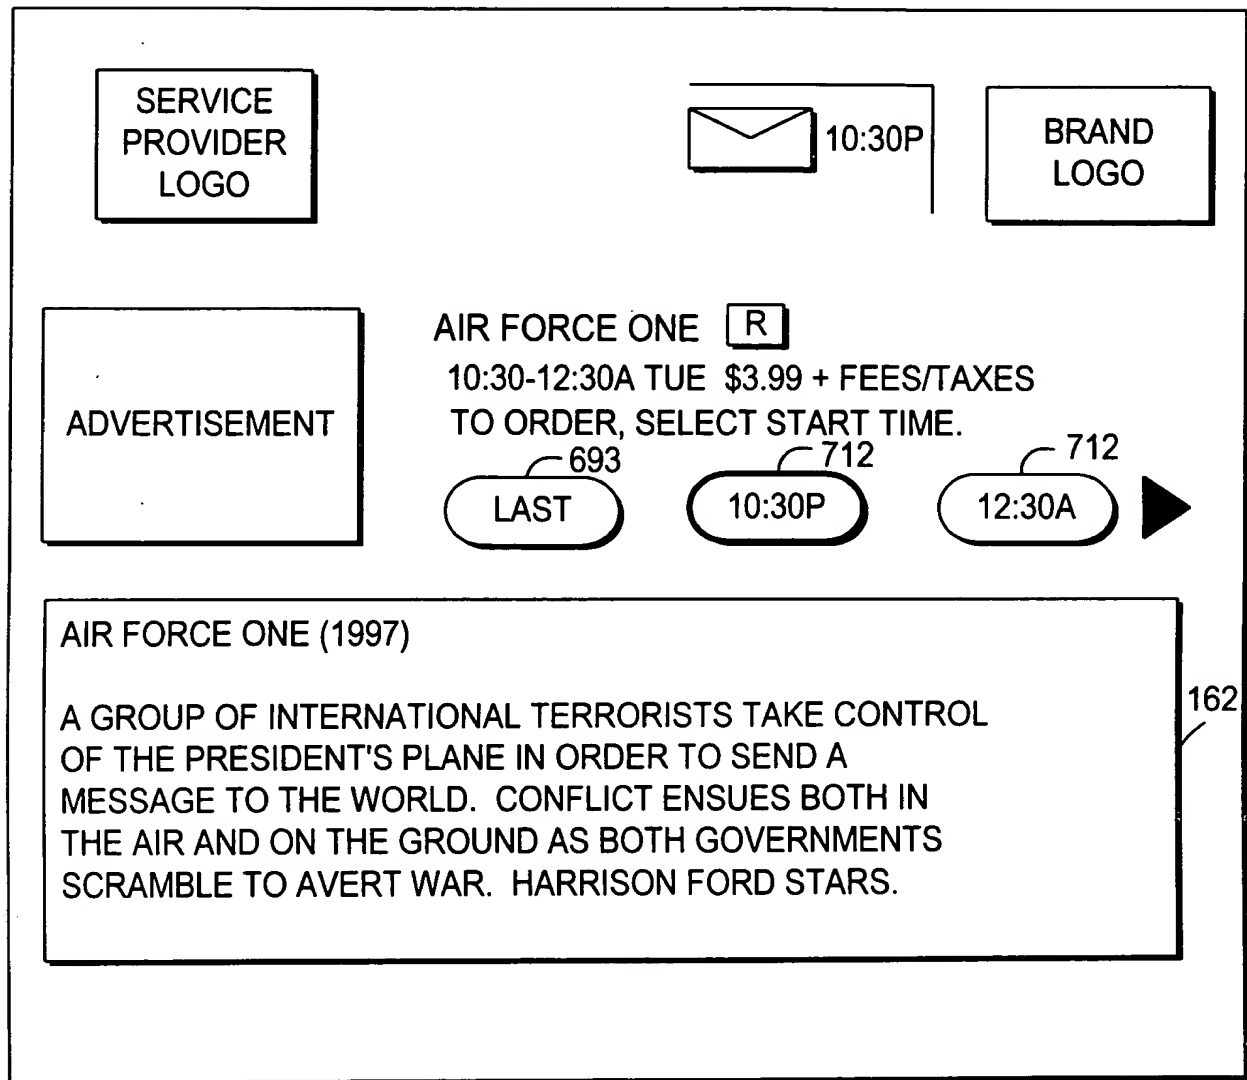 SERVICE
PROVIDER
LOGO
10:30P
BRAND
LOGO
ADVERTISEMENT
AIR FORCE ONE R
10:30-12:30A TUE $3.99 + FEES/TAXES
TO ORDER, SELECT START TIME.
693 712 712
LAST 10:30P 12:30A
AIR FORCE ONE (1997)
A GROUP OF INTERNATIONAL TERRORISTS TAKE CONTROL
OF THE PRESIDENT'S PLANE IN ORDER TO SEND A
MESSAGE TO THE WORLD. CONFLICT ENSUES BOTH IN
THE AIR AND ON THE GROUND AS BOTH GOVERNMENTS
SCRAMBLE TO AVERT WAR. HARRISON FORD STARS.
162